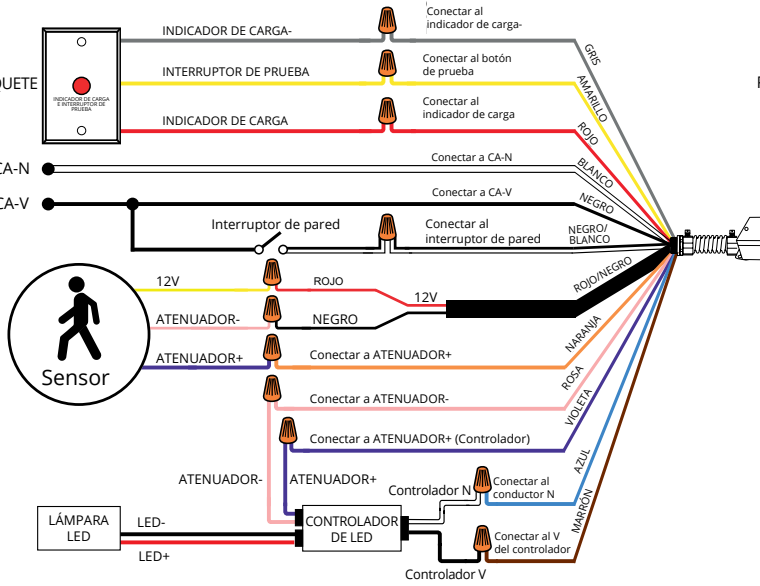 INDICADOR DE CARGA-
Conectar al
indicador de carga-
GRIS
INTERRUPTOR DE PRUEBA
Conectar al botón
de prueba
AMARILLO
QUETE
INDICADOR DE CARGA
E INTERRUPTOR DE
PRUEBA
INDICADOR DE CARGA
Conectar al
indicador de carga
ROJO
CA-N
Conectar a CA-N
BLANCO
CA-V
Conectar a CA-V
NEGRO
Interruptor de pared
Conectar al
interruptor de pared
NEGRO/
BLANCO
12V
ROJO
12V
ROJO/NEGRO
ATENUADOR-
NEGRO
NARANJA
ATENUADOR+
Conectar a ATENUADOR+
Sensor
ROSA
Conectar a ATENUADOR-
VIOLETA
Conectar a ATENUADOR+ (Controlador)
AZUL
ATENUADOR-
ATENUADOR+
Controlador N
Conectar al
conductor N
MARRÓN
LÁMPARA
LED
LED-
LED+
CONTROLADOR
DE LED
Conectar al V
del controlador
Controlador V